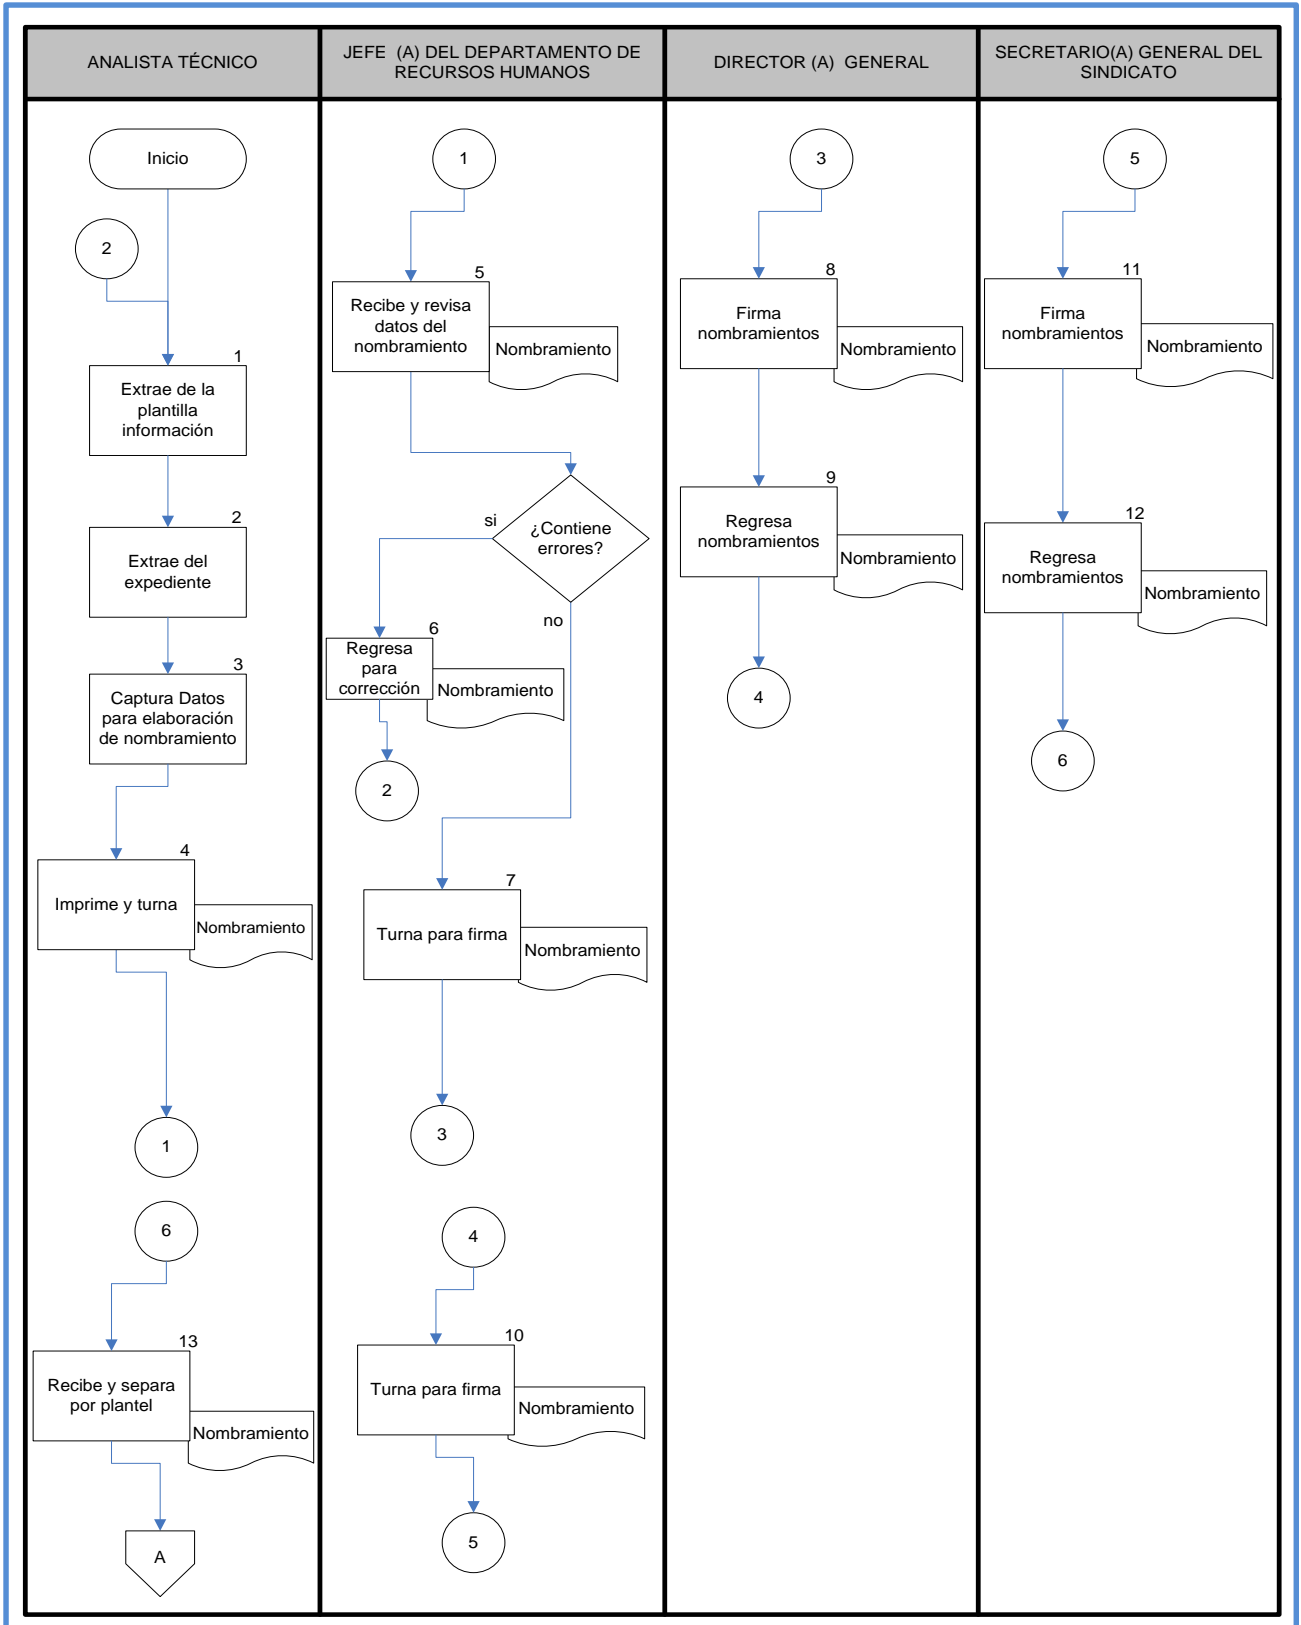 ANALISTA TÉCNICO
JEFE  (A) DEL DEPARTAMENTO DE
RECURSOS HUMANOS
DIRECTOR (A)  GENERAL
SECRETARIO(A) GENERAL DEL
SINDICATO
Inicio
2
1
Extrae de la
plantilla
información
2
Extrae del
expediente
3
Captura Datos
para elaboración
de nombramiento
4
Imprime y turna
Nombramiento
1
6
13
Recibe y separa
por plantel
Nombramiento
A
1
5
Recibe y revisa
datos del
nombramiento
Nombramiento
¿Contiene
errores?
si
no
6
Regresa
para
corrección
Nombramiento
2
7
Turna para firma
Nombramiento
3
4
10
Turna para firma
Nombramiento
5
3
8
Firma
nombramientos
Nombramiento
9
Regresa
nombramientos
Nombramiento
4
5
11
Firma
nombramientos
Nombramiento
12
Regresa
nombramientos
Nombramiento
6